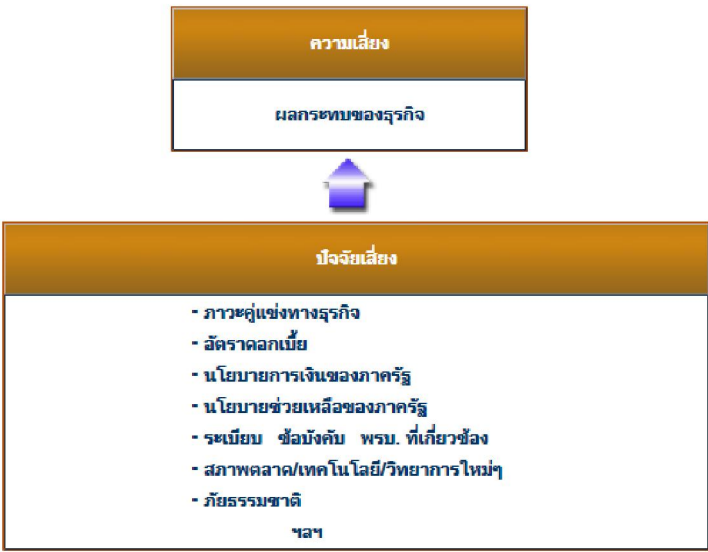 ความเสี่ยง
ผลกระทบของธุรกิจ
ปัจจัยเสี่ยง
- ภาวะคู่แข่งทางธุรกิจ
- อัตราดอกเบี้ย
- นโยบายการเงินของภาครัฐ
- นโยบายช่วยเหลือของภาครัฐ
- ระเบียบ ข้อบังคับ พรบ. ที่เกี่ยวข้อง
- สภาพตลาด/เทคโนโลยี/วิทยาการใหม่ๆ
- ภัยธรรมชาติ
ฯลฯ